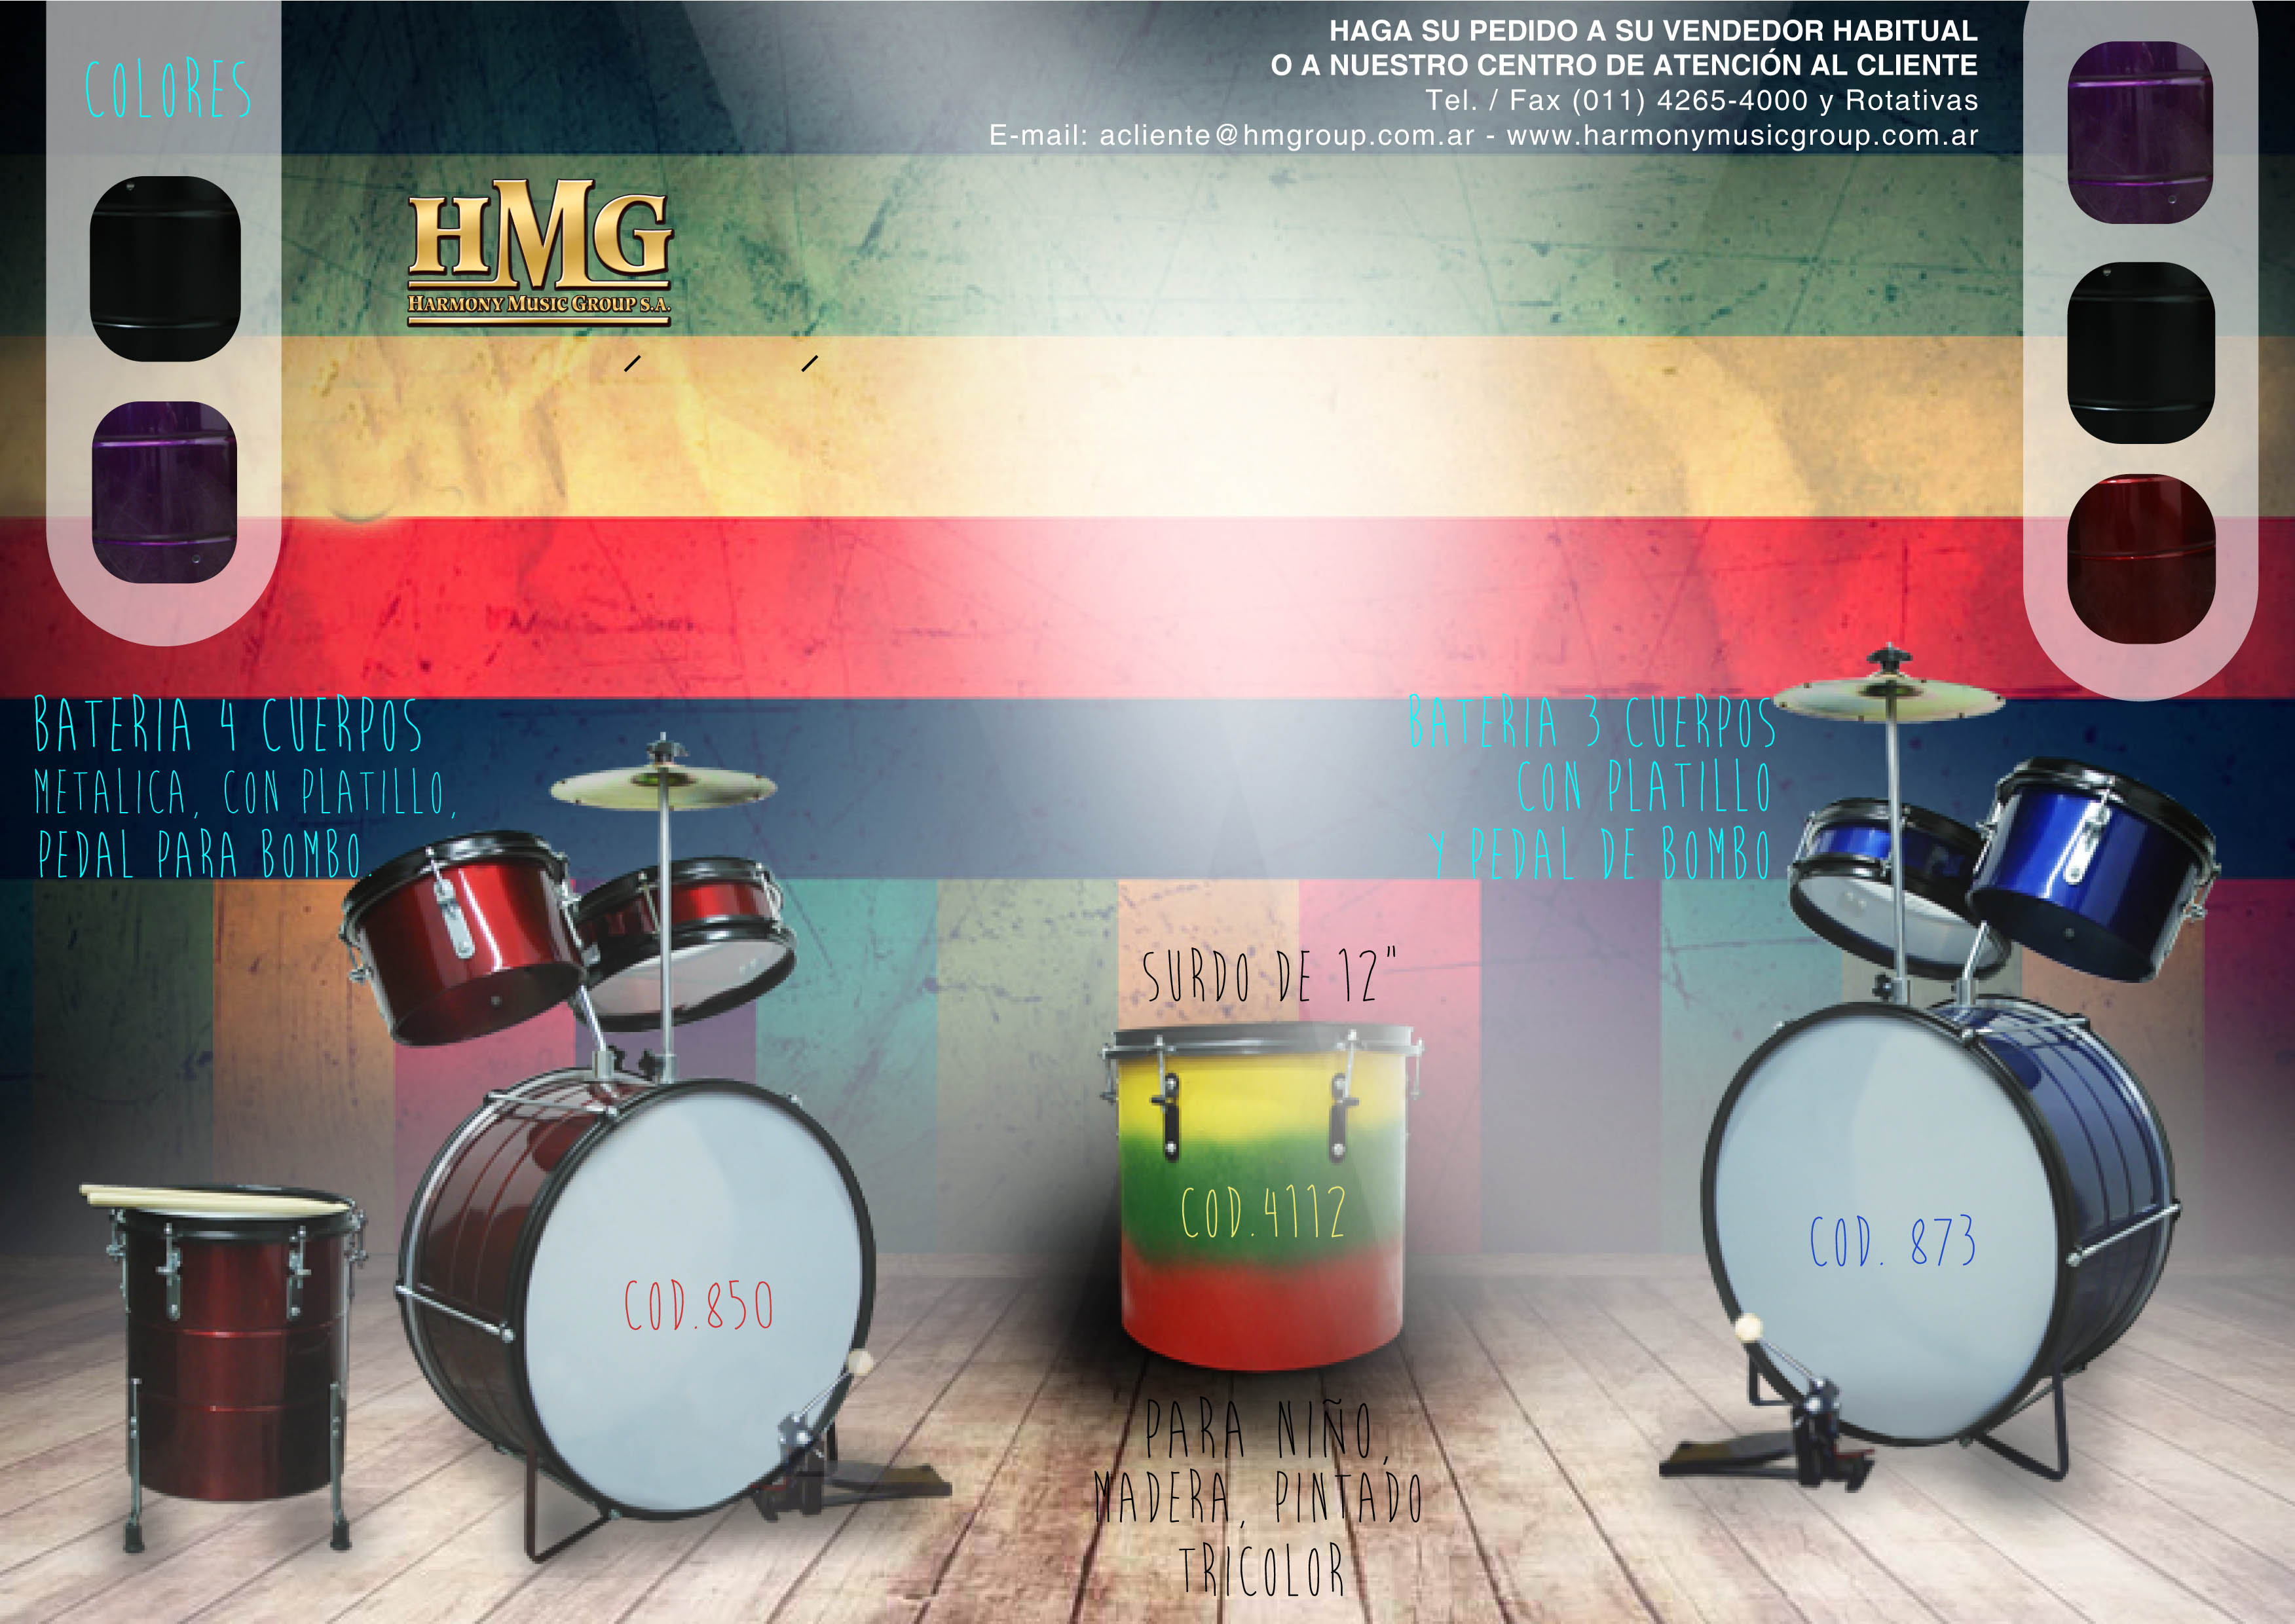 HAGA SU PEDIDO A SU VENDEDOR HABITUAL
O A NUESTRO CENTRO DE ATENCIÓN AL CLIENTE
Tel. / Fax (011) 4265-4000 y Rotativas
E-mail: acliente@hmgroup.com.ar - www.harmonymusicgroup.com.ar
COLORES
HMG
HARMONY MUSIC GROUP S.A.
BATERIA 4 CUERPOS
METALICA, CON PLATILLO,
PEDAL PARA BOMBO.
BATERIA 3 CUERPOS
CON PLATILLO
Y PEDAL DE BOMBO
SURDO DE 12"
COD.4112
COD. 873
COD.850
PARA NIÑO,
MADERA, PINTADO
TRICOLOR